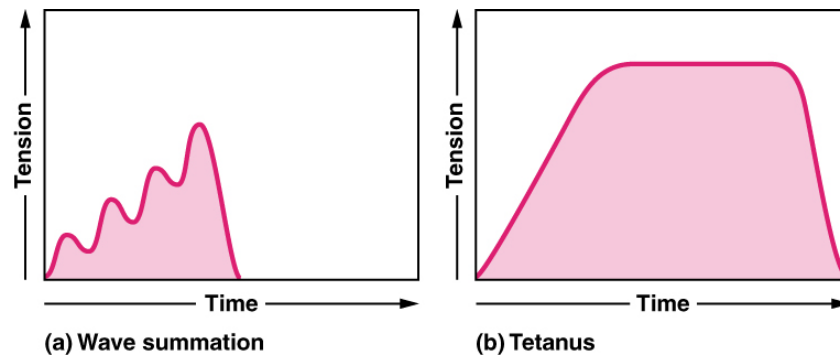 Tension
Time
(a) Wave summation
Tension
Time
(b) Tetanus